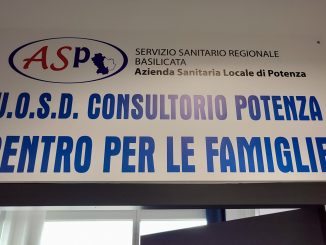 ASP
SERVIZIO SANITARIO REGIONALE
BASILICATA
Azienda Sanitaria Locale di Potenza
U.O.S.D. CONSULTORIO POTENZA
CENTRO PER LE FAMIGLIE